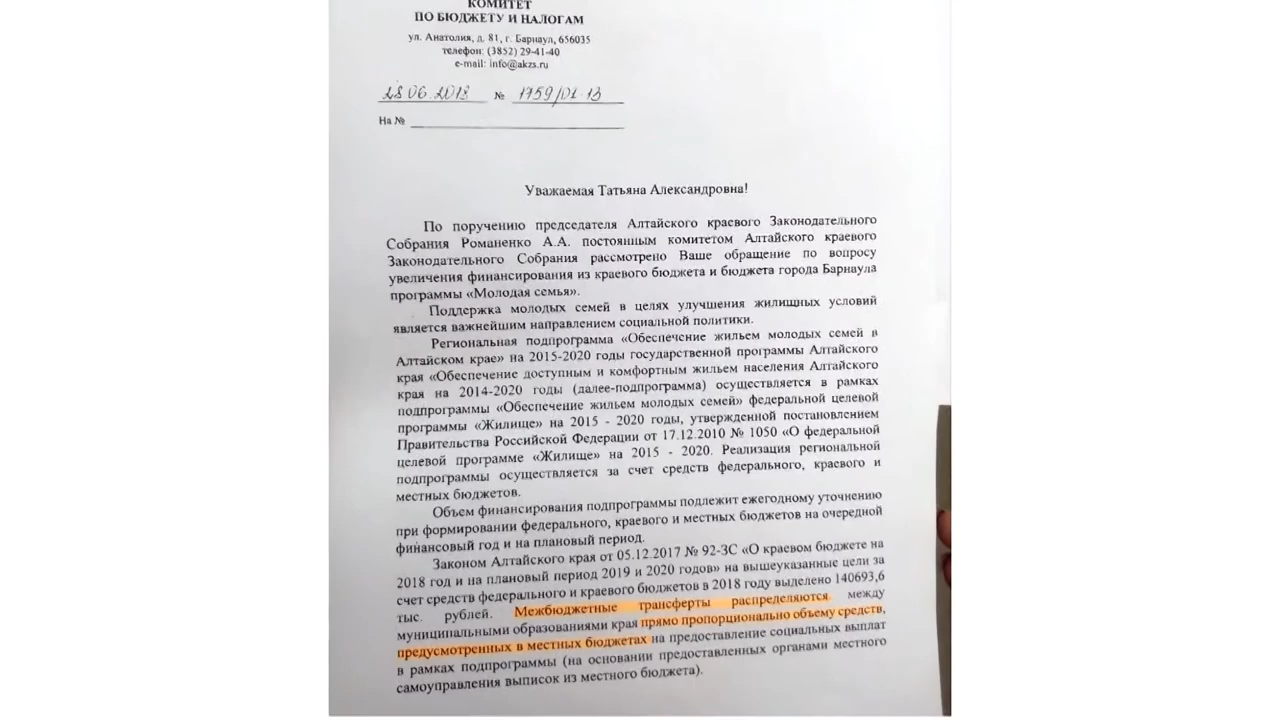 КОМИТЕТ
ПО БЮДЖЕТУ И НАЛОГАМ
ул. Анатолия, д. 81, г. Барнаул, 656035
телефон: (3852) 29-41-40
e-mail: info@akzs.ru
28.06.2018 № 1759/01-13
На №
Уважаемая Татьяна Александровна!
По поручению председателя Алтайского краевого Законодательного
Собрания Романенко А.А. постоянным комитетом Алтайского краевого
Законодательного Собрания рассмотрено Ваше обращение по вопросу
увеличения финансирования из краевого бюджета и бюджета города Барнаула
программы «Молодая семья».
Поддержка молодых семей в целях улучшения жилищных условий
является важнейшим направлением социальной политики.
Региональная подпрограмма «Обеспечение жильем молодых семей в
Алтайском крае» на 2015-2020 годы государственной программы Алтайского
края «Обеспечение доступным и комфортным жильем населения Алтайского
края на 2014-2020 годы (далее-подпрограмма) осуществляется в рамках
подпрограммы «Обеспечение жильем молодых семей» федеральной целевой
программы «Жилище» на 2015 - 2020 годы, утвержденной постановлением
Правительства Российской Федерации от 17.12.2010 № 1050 «О федеральной
целевой программе «Жилище» на 2015 - 2020. Реализация региональной
подпрограммы осуществляется за счет средств федерального, краевого и
местных бюджетов.
Объем финансирования подпрограммы подлежит ежегодному уточнению
при формировании федерального, краевого и местных бюджетов на очередной
финансовый год и на плановый период.
Законом Алтайского края от 05.12.2017 № 92-ЗС «О краевом бюджете на
2018 год и на плановый период 2019 и 2020 годов» на вышеуказанные цели за
счет средств федерального и краевого бюджетов в 2018 году выделено 140693,6
тыс. рублей. Межбюджетные трансферты распределяются между
муниципальными образованиями края прямо пропорционально объему средств,
предусмотренных в местных бюджетах на предоставление социальных выплат
в рамках подпрограммы (на основании предоставленных органами местного
самоуправления выписок из местного бюджета).